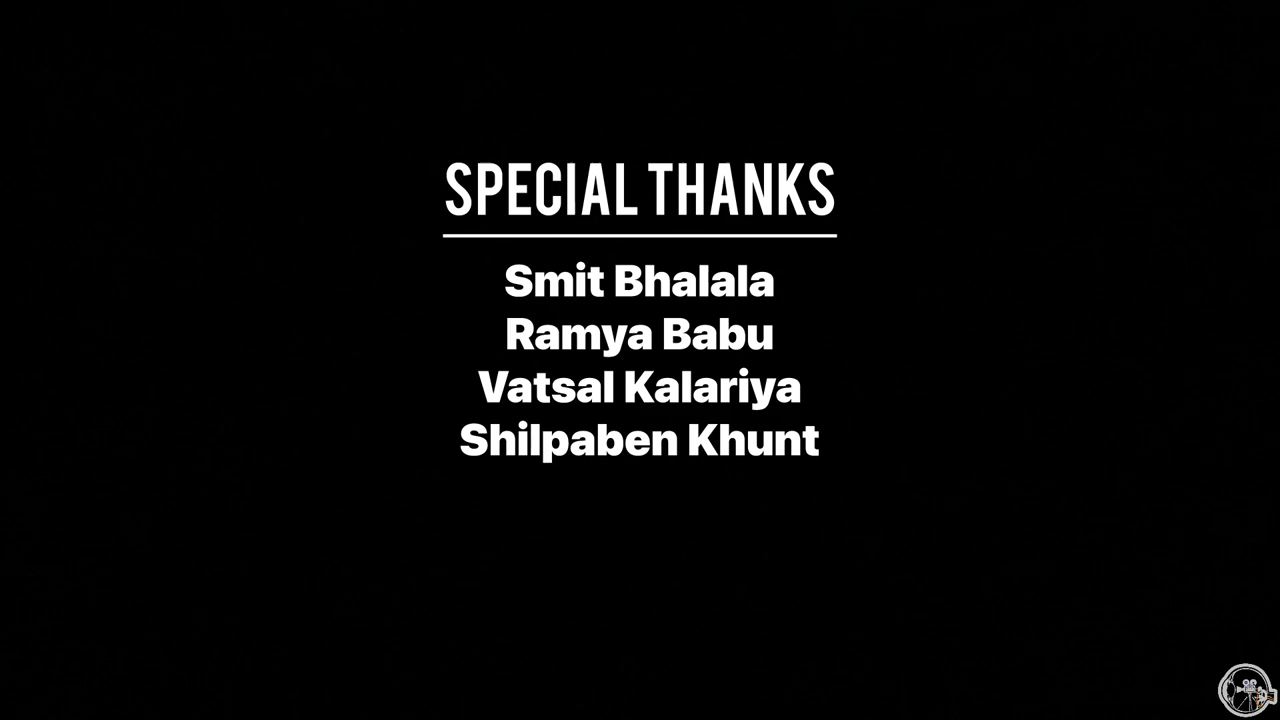 SPECIAL THANKS
Smit Bhalala
Ramya Babu
Vatsal Kalariya
Shilpaben Khunt